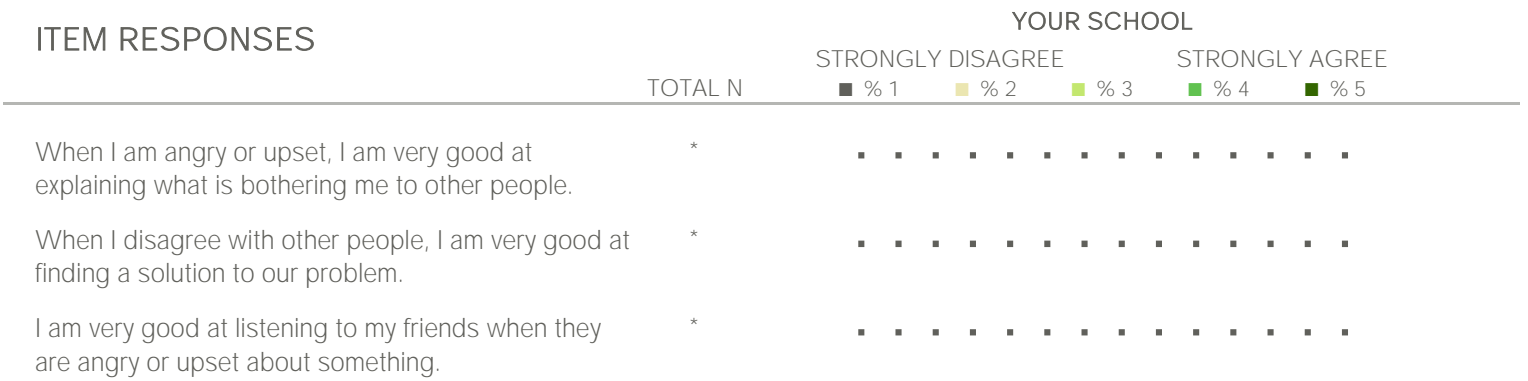 ITEM RESPONSES
YOUR SCHOOL
STRONGLY DISAGREE STRONGLY AGREE
TOTAL N ■ % 1 ■ % 2 ■ % 3 ■ % 4 ■ % 5
When I am angry or upset, I am very good at * . . . . . . . . . . . . . .
explaining what is bothering me to other people.
When I disagree with other people, I am very good at * . . . . . . . . . . . . . .
finding a solution to our problem.
I am very good at listening to my friends when they * . . . . . . . . . . . . . .
are angry or upset about something.